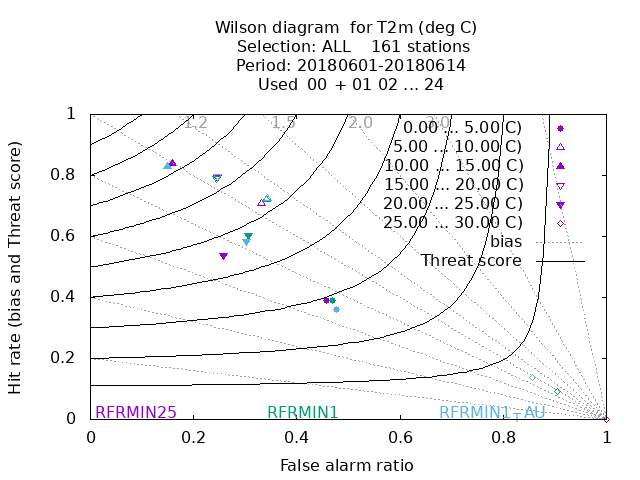 Wilson diagram  for T2m (deg C)
Selection: ALL    161 stations
Period: 20180601-20180614
Used  00 + 01 02 ... 24
Hit rate (bias and Threat score)
1
0.8
0.6
0.4
0.2
0
1.2
1.5
2.0
3.0
0.00 ... 5.00 C)
5.00 ... 10.00 C)
10.00 ... 15.00 C)
15.00 ... 20.00 C)
20.00 ... 25.00 C)
25.00 ... 30.00 C)
bias
Threat score
RFRMIN25 RFRMIN1 RFRMIN1_TAU
0 0.2 0.4 0.6 0.8 1
False alarm ratio